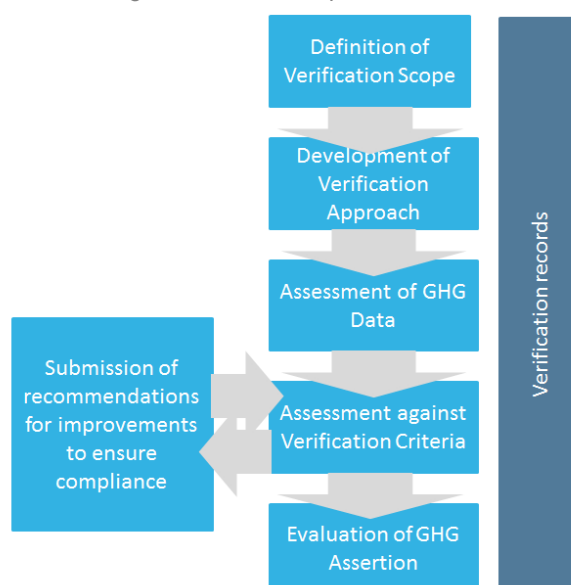 Definition of
Verification Scope
Development of
Verification
Approach
Assessment of GHG
Data
Submission of
recommendations
for improvements
to ensure
compliance
Assessment against
Verification Criteria
Evaluation of GHG
Assertion
Verification records